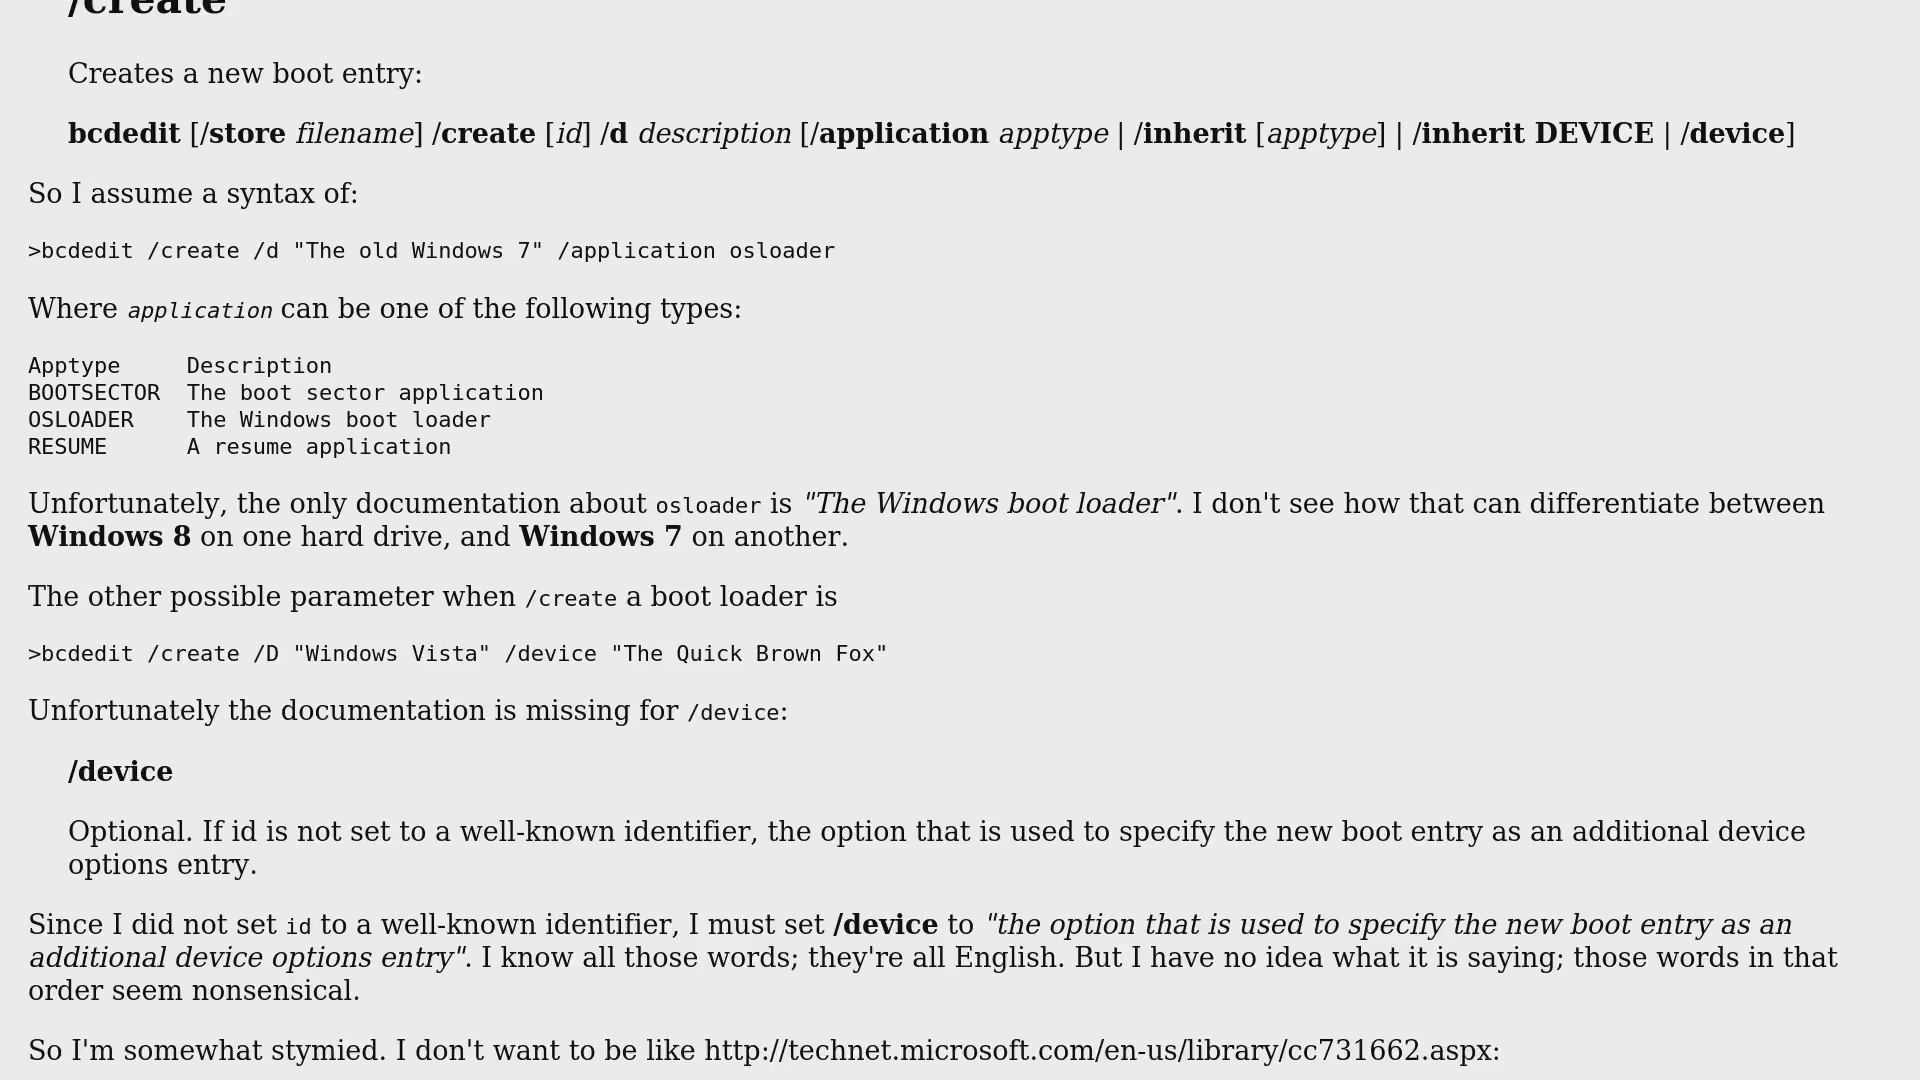 /create
Creates a new boot entry:
bcdedit [/store filename] /create [id] /d description [/application apptype | /inherit [apptype] | /inherit DEVICE | /device]
So I assume a syntax of:
>bcdedit /create /d "The old Windows 7" /application osloader
Where application can be one of the following types:
Apptype     Description
BOOTSECTOR  The boot sector application
OSLOADER    The Windows boot loader
RESUME      A resume application
Unfortunately, the only documentation about osloader is "The Windows boot loader". I don't see how that can differentiate between
Windows 8 on one hard drive, and Windows 7 on another.
The other possible parameter when /create a boot loader is
>bcdedit /create /D "Windows Vista" /device "The Quick Brown Fox"
Unfortunately the documentation is missing for /device:
/device
Optional. If id is not set to a well-known identifier, the option that is used to specify the new boot entry as an additional device
options entry.
Since I did not set id to a well-known identifier, I must set /device to "the option that is used to specify the new boot entry as an
additional device options entry". I know all those words; they're all English. But I have no idea what it is saying; those words in that
order seem nonsensical.
So I'm somewhat stymied. I don't want to be like http://technet.microsoft.com/en-us/library/cc731662.aspx: